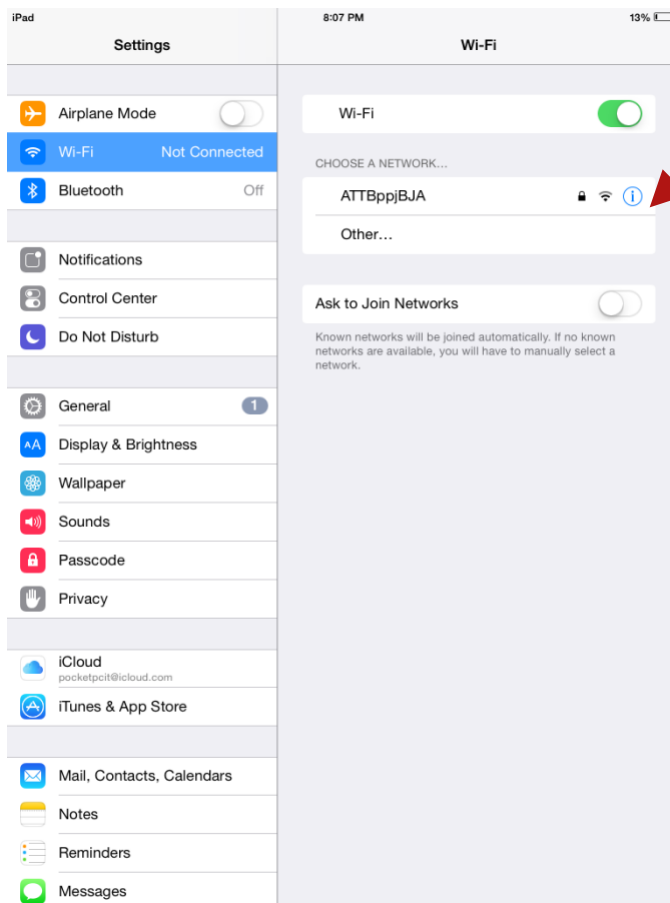 iPad
8:07 PM
13%
Settings
Wi-Fi
Airplane Mode
Wi-Fi Not Connected
Bluetooth Off
Notifications
Control Center
Do Not Disturb
General 1
AA Display & Brightness
Wallpaper
Sounds
Passcode
Privacy
iCloud
pocketpcit@icloud.com
iTunes & App Store
Mail, Contacts, Calendars
Notes
Reminders
Messages
Wi-Fi
CHOOSE A NETWORK...
ATTBppjBJA
Other...
Ask to Join Networks
Known networks will be joined automatically. If no known
networks are available, you will have to manually select a
network.